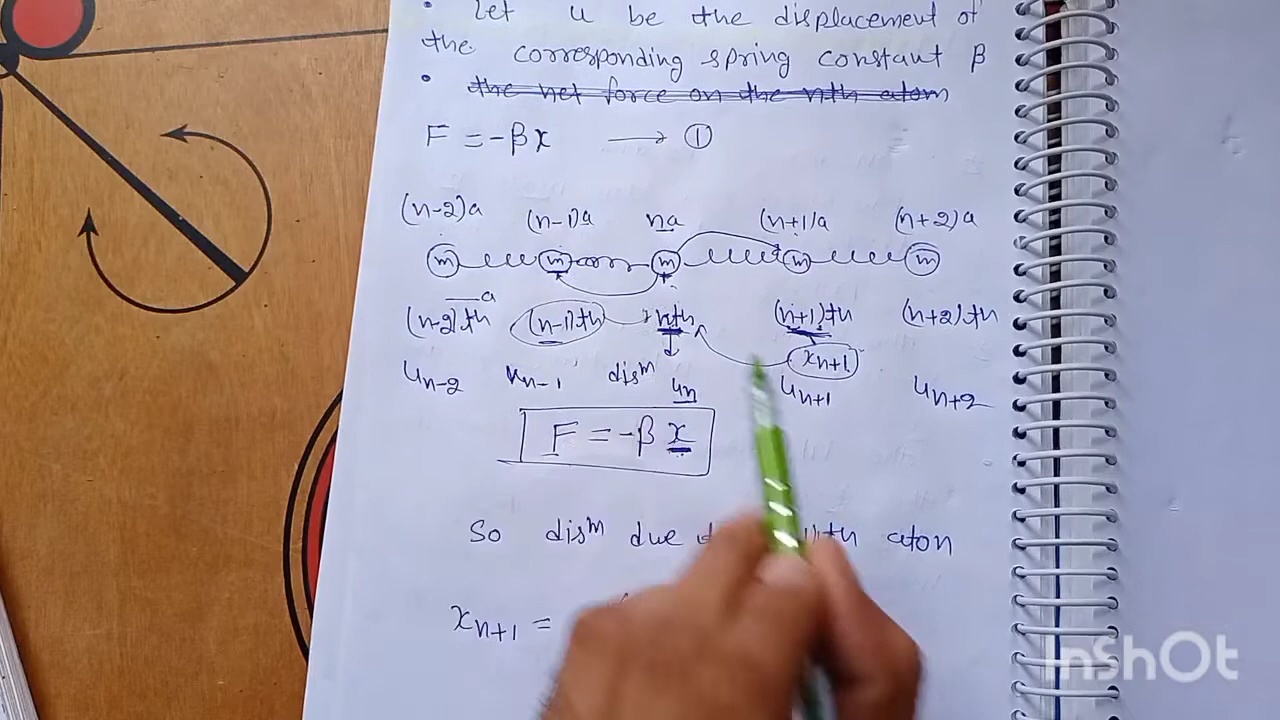 • Let u be the displacement of
the corresponding spring constant β
• the net force on the nth atom
F = -βx → ①
(n-2)a (n-1)a na (n+1)a (n+2)a
m m m m m
a
(n-2)th (n-1)th nth (n+1)th (n+2)th
xn+1
un-2 un-1 dism un un+1 un+2
F = -βx
So dism due th atom
xn+1 =
InShOt